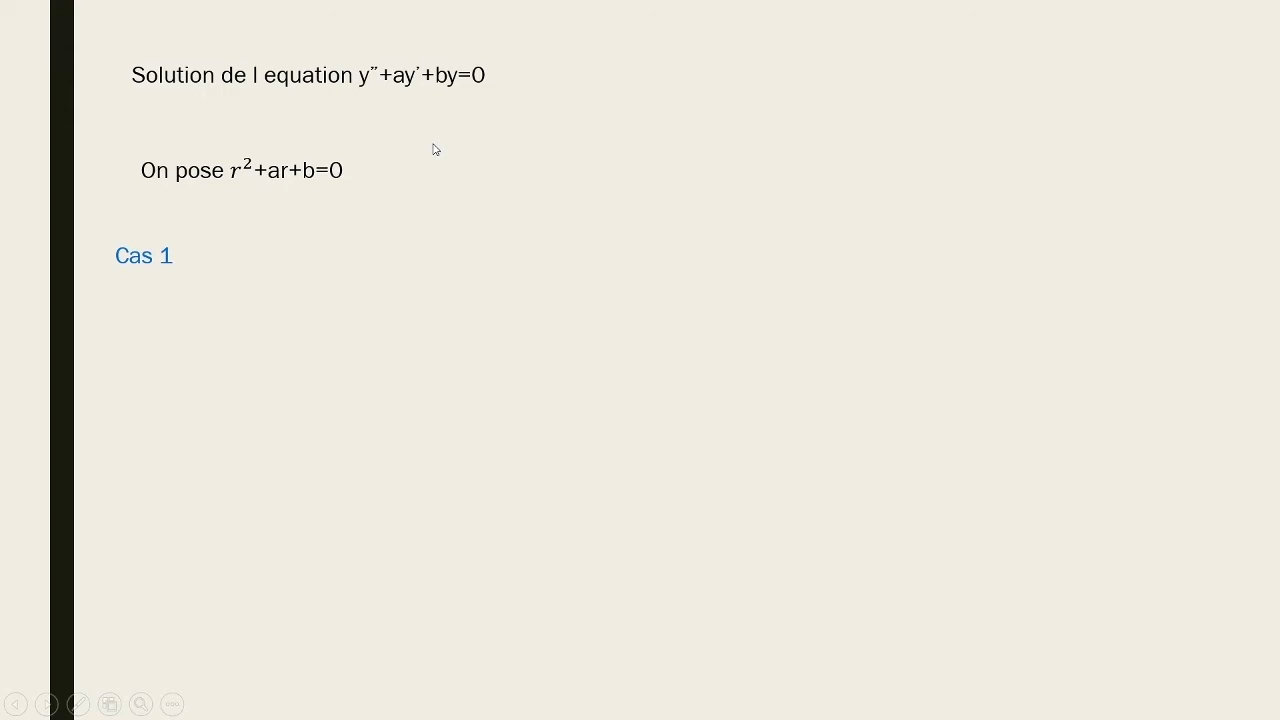 Solution de l equation y”+ay’+by=0
On pose r²+ar+b=0
Cas 1